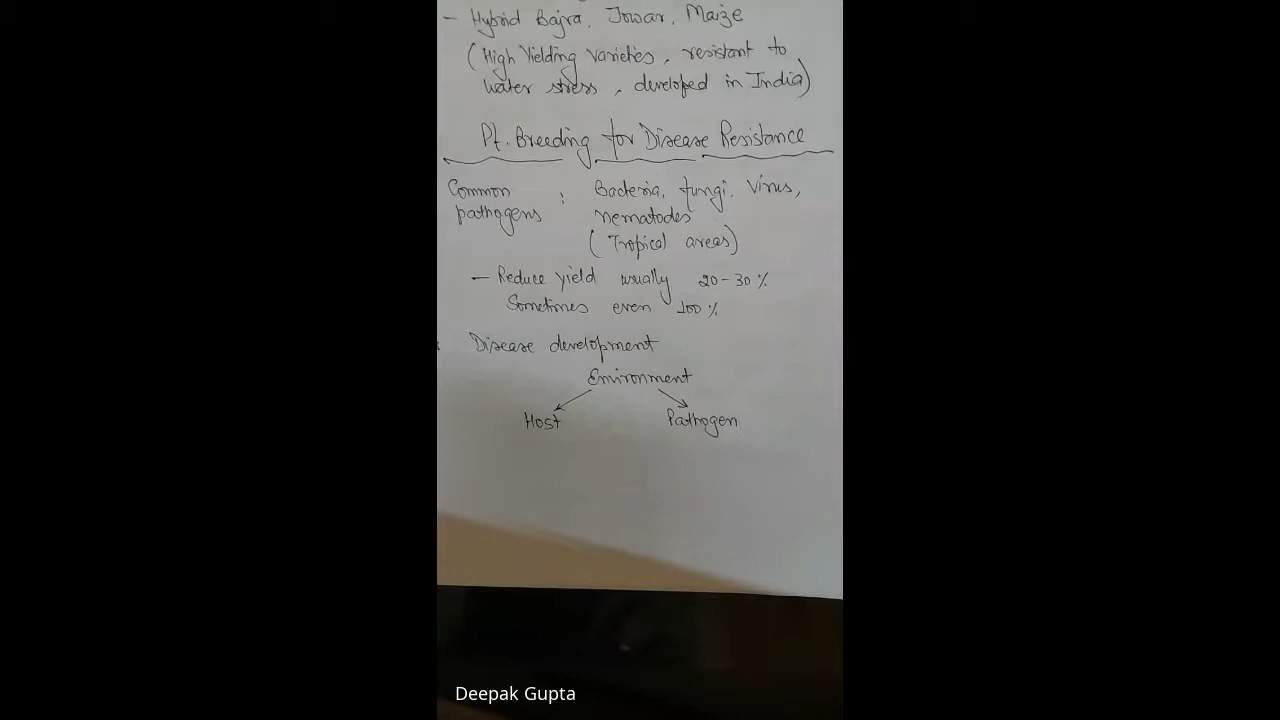 - Hybrid Bajra, Jowar, Maize
(High Yielding varieties, resistant to
water stress, developed in India)
Pt. Breeding for Disease Resistance
Common pathogens : Bacteria, fungi, Virus,
nematodes
(Tropical areas)
- Reduce yield usually 20-30%
Sometimes even 100%
Disease development
Environment
Host Pathogen
Deepak Gupta